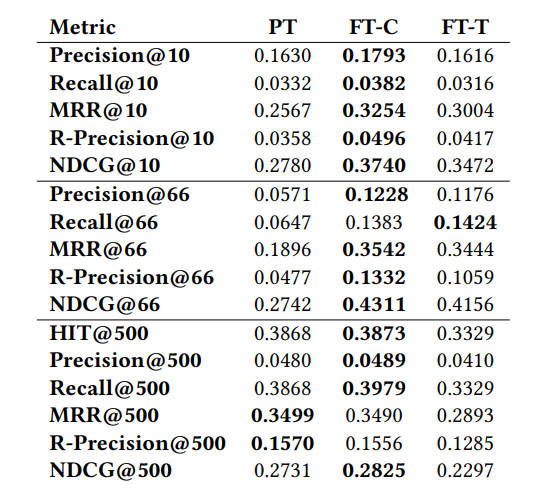 Metric PT FT-C FT-T
Precision@10 0.1630 0.1793 0.1616
Recall@10 0.0332 0.0382 0.0316
MRR@10 0.2567 0.3254 0.3004
R-Precision@10 0.0358 0.0496 0.0417
NDCG@10 0.2780 0.3740 0.3472
Precision@66 0.0571 0.1228 0.1176
Recall@66 0.0647 0.1383 0.1424
MRR@66 0.1896 0.3542 0.3444
R-Precision@66 0.0477 0.1332 0.1059
NDCG@66 0.2742 0.4311 0.4156
HIT@500 0.3868 0.3873 0.3329
Precision@500 0.0480 0.0489 0.0410
Recall@500 0.3868 0.3979 0.3329
MRR@500 0.3499 0.3490 0.2893
R-Precision@500 0.1570 0.1556 0.1285
NDCG@500 0.2731 0.2825 0.2297